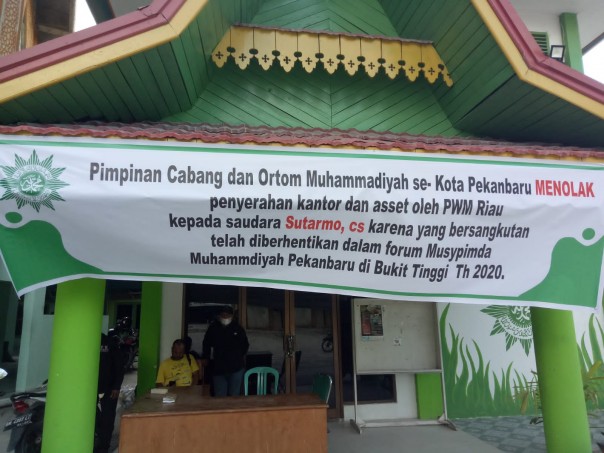 Pimpinan Cabang dan Ortom Muhammadiyah se- Kota Pekanbaru MENOLAK
penyerahan kantor dan asset oleh PWM Riau
kepada saudara Sutarmo, cs karena yang bersangkutan
telah diberhentikan dalam forum Musypimda
Muhammdiyah Pekanbaru di Bukit Tinggi Th 2020.